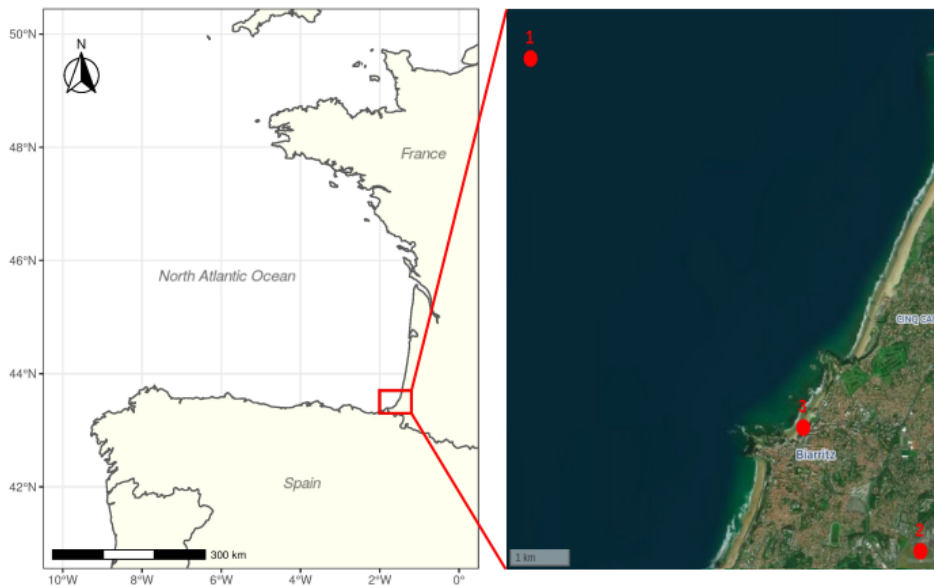 50°N
48°N
46°N
44°N
42°N
10°W
8°W
6°W
4°W
2°W
0°
N
France
North Atlantic Ocean
Spain
300 km
1
3
Biarritz
2
1 km